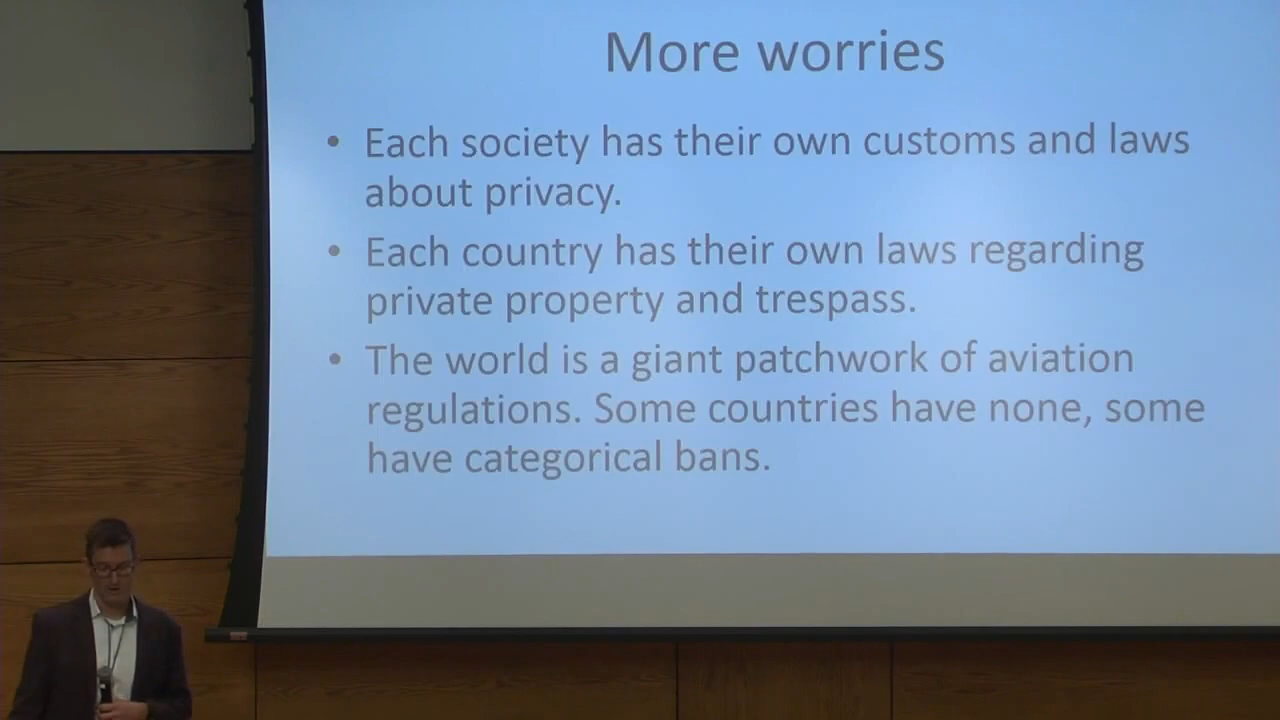 More worries
• Each society has their own customs and laws
about privacy.
• Each country has their own laws regarding
private property and trespass.
• The world is a giant patchwork of aviation
regulations. Some countries have none, some
have categorical bans.